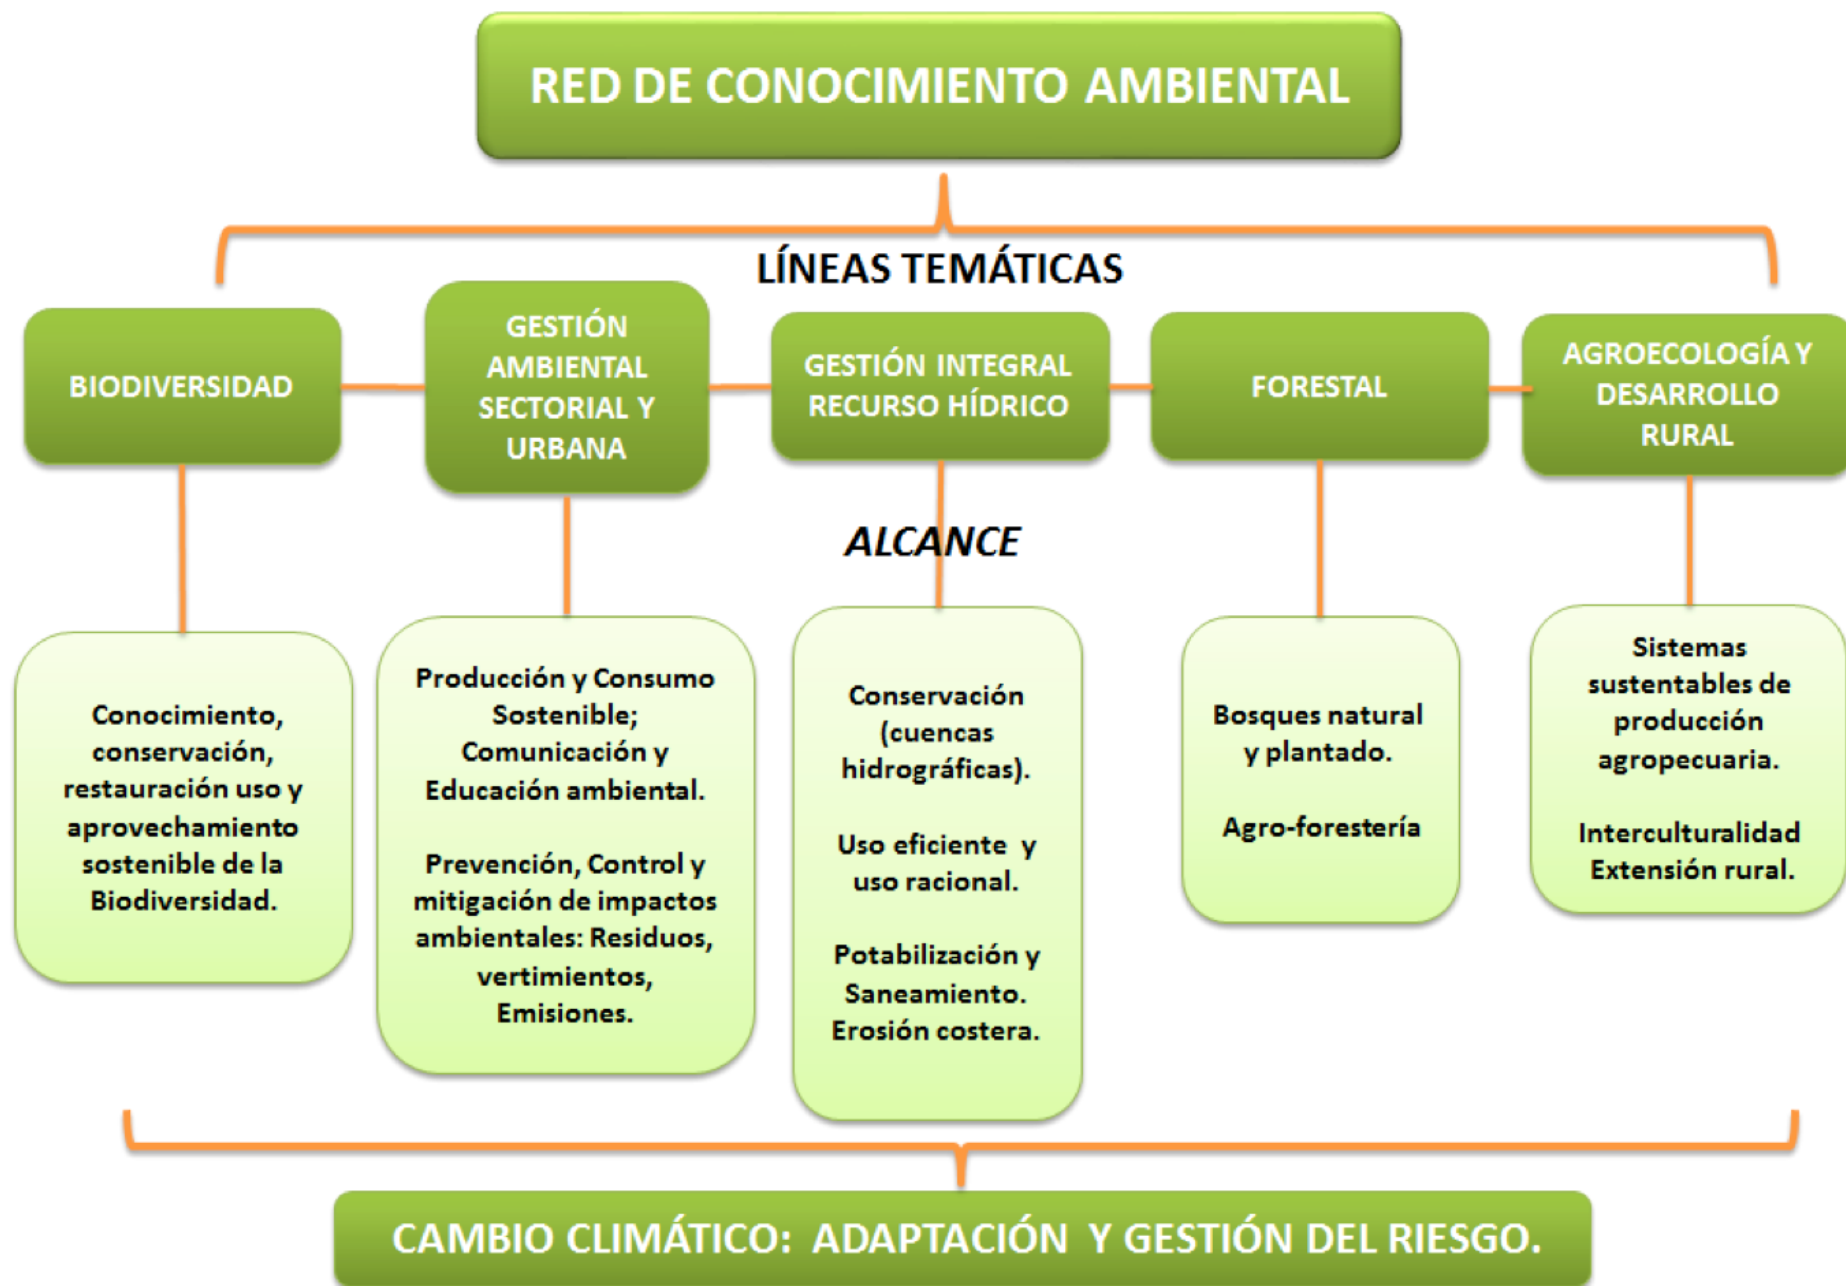 RED DE CONOCIMIENTO AMBIENTAL
LÍNEAS TEMÁTICAS
BIODIVERSIDAD
GESTIÓN
AMBIENTAL
SECTORIAL Y
URBANA
GESTIÓN INTEGRAL
RECURSO HÍDRICO
FORESTAL
AGROECOLOGÍA Y
DESARROLLO
RURAL
ALCANCE
Conocimiento,
conservación,
restauración uso y
aprovechamiento
sostenible de la
Biodiversidad.
Producción y Consumo
Sostenible;
Comunicación y
Educación ambiental.
Prevención, Control y
mitigación de impactos
ambientales: Residuos,
vertimientos,
Emisiones.
Conservación
(cuencas
hidrográficas).
Uso eficiente y
uso racional.
Potabilización y
Saneamiento.
Erosión costera.
Bosques natural
y plantado.
Agro-forestería
Sistemas
sustentables de
producción
agropecuaria.
Interculturalidad
Extensión rural.
CAMBIO CLIMÁTICO: ADAPTACIÓN Y GESTIÓN DEL RIESGO.